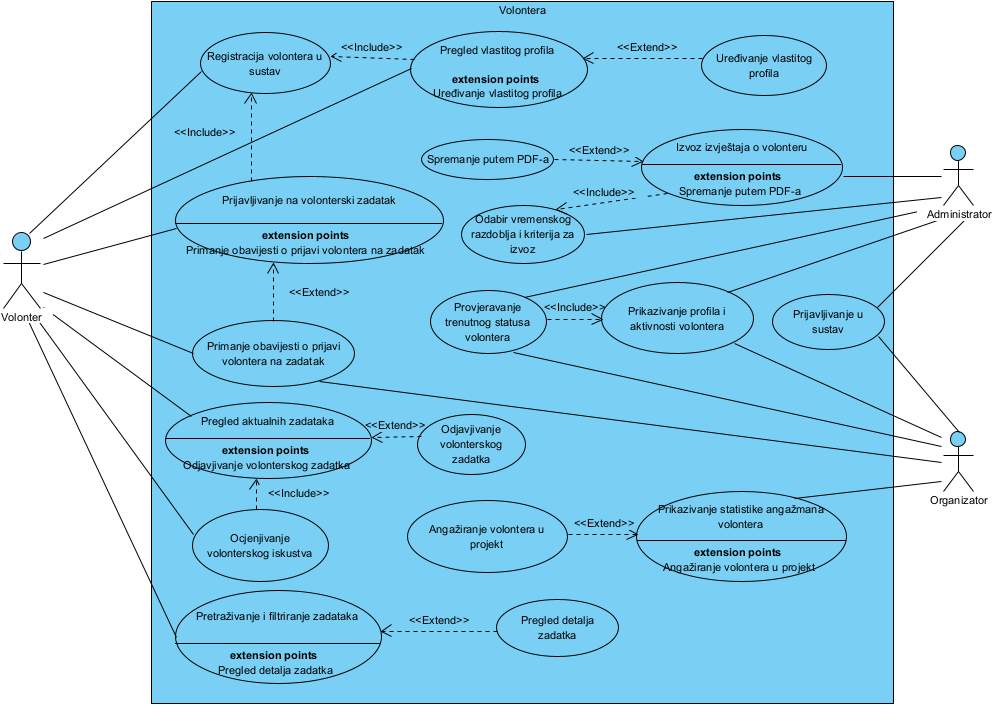 Volontera
Registracija volontera u
sustav
<<Include>>
Pregled vlastitog profila
extension points
Uređivanje vlastitog profila
<<Extend>>
Uređivanje vlastitog
profila
<<Include>>
Spremanje putem PDF-a
<<Extend>>
Izvoz izvještaja o volonteru
extension points
Spremanje putem PDF-a
<<Include>>
Odabir vremenskog
razdoblja i kriterija za
izvoz
Administrator
Prijavljivanje na volonterski zadatak
extension points
Primanje obavijesti o prijavi volontera na zadatak
<<Extend>>
Volonter
Provjeravanje
trenutnog statusa
volontera
<<Include>>
Prikazivanje profila i
aktivnosti volontera
Prijavljivanje u
sustav
Primanje obavijesti o prijavi
volontera na zadatak
Pregled aktualnih zadataka
extension points
Odjavjivanje volonterskog zadatka
<<Extend>>
Odjavjivanje
volonterskog
zadatka
<<Include>>
Organizator
Ocjenjivanje
volonterskog iskustva
Angažiranje volontera u
projekt
<<Extend>>
Prikazivanje statistike angažmana
volontera
extension points
Angažiranje volontera u projekt
Pretraživanje i filtriranje zadataka
extension points
Pregled detalja zadatka
<<Extend>>
Pregled detalja
zadatka